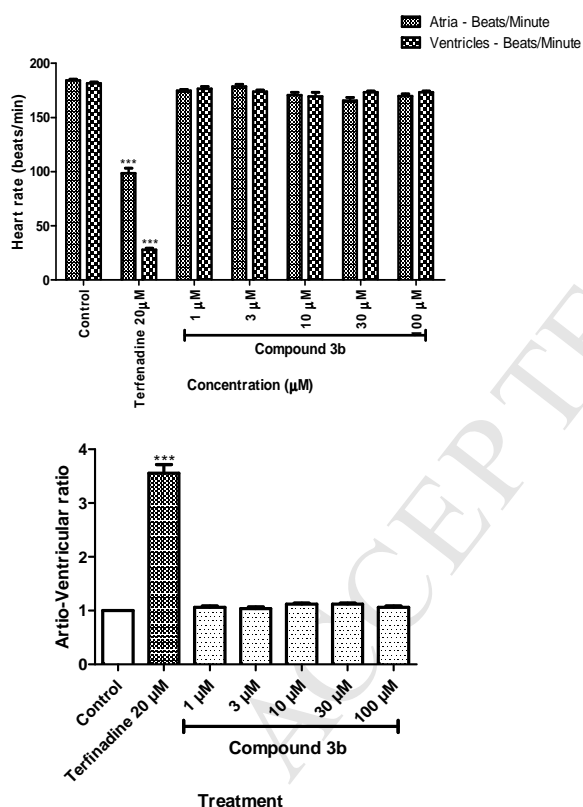 Atria - Beats/Minute
Ventricles - Beats/Minute
Heart rate (beats/min)
200
150
100
50
0
***
***
Control
Terfenadine 20µM
1 µM
3 µM
10 µM
30 µM
100 µM
Compound 3b
Concentration (µM)
Artio-Ventricular ratio
4
3
2
1
0
***
Control
Terfinadine 20 µM
1 µM
3 µM
10 µM
30 µM
100 µM
Compound 3b
Treatment
ACCEPTE